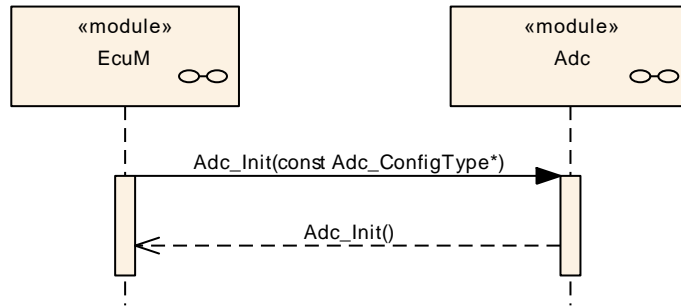 «module»
EcuM
«module»
Adc
Adc_Init(const Adc_ConfigType*)
Adc_Init()